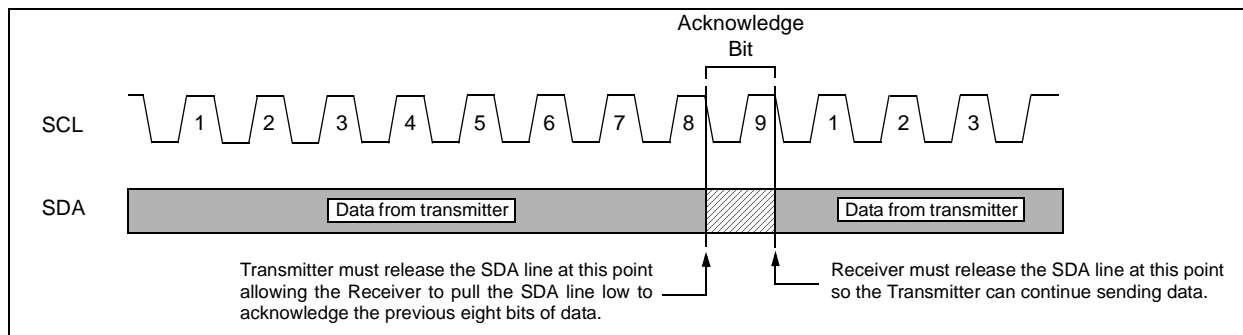 Acknowledge
Bit
SCL
1 2 3 4 5 6 7 8 9 1 2 3
SDA
Data from transmitter
Data from transmitter
Transmitter must release the SDA line at this point
allowing the Receiver to pull the SDA line low to
acknowledge the previous eight bits of data.
Receiver must release the SDA line at this point
so the Transmitter can continue sending data.